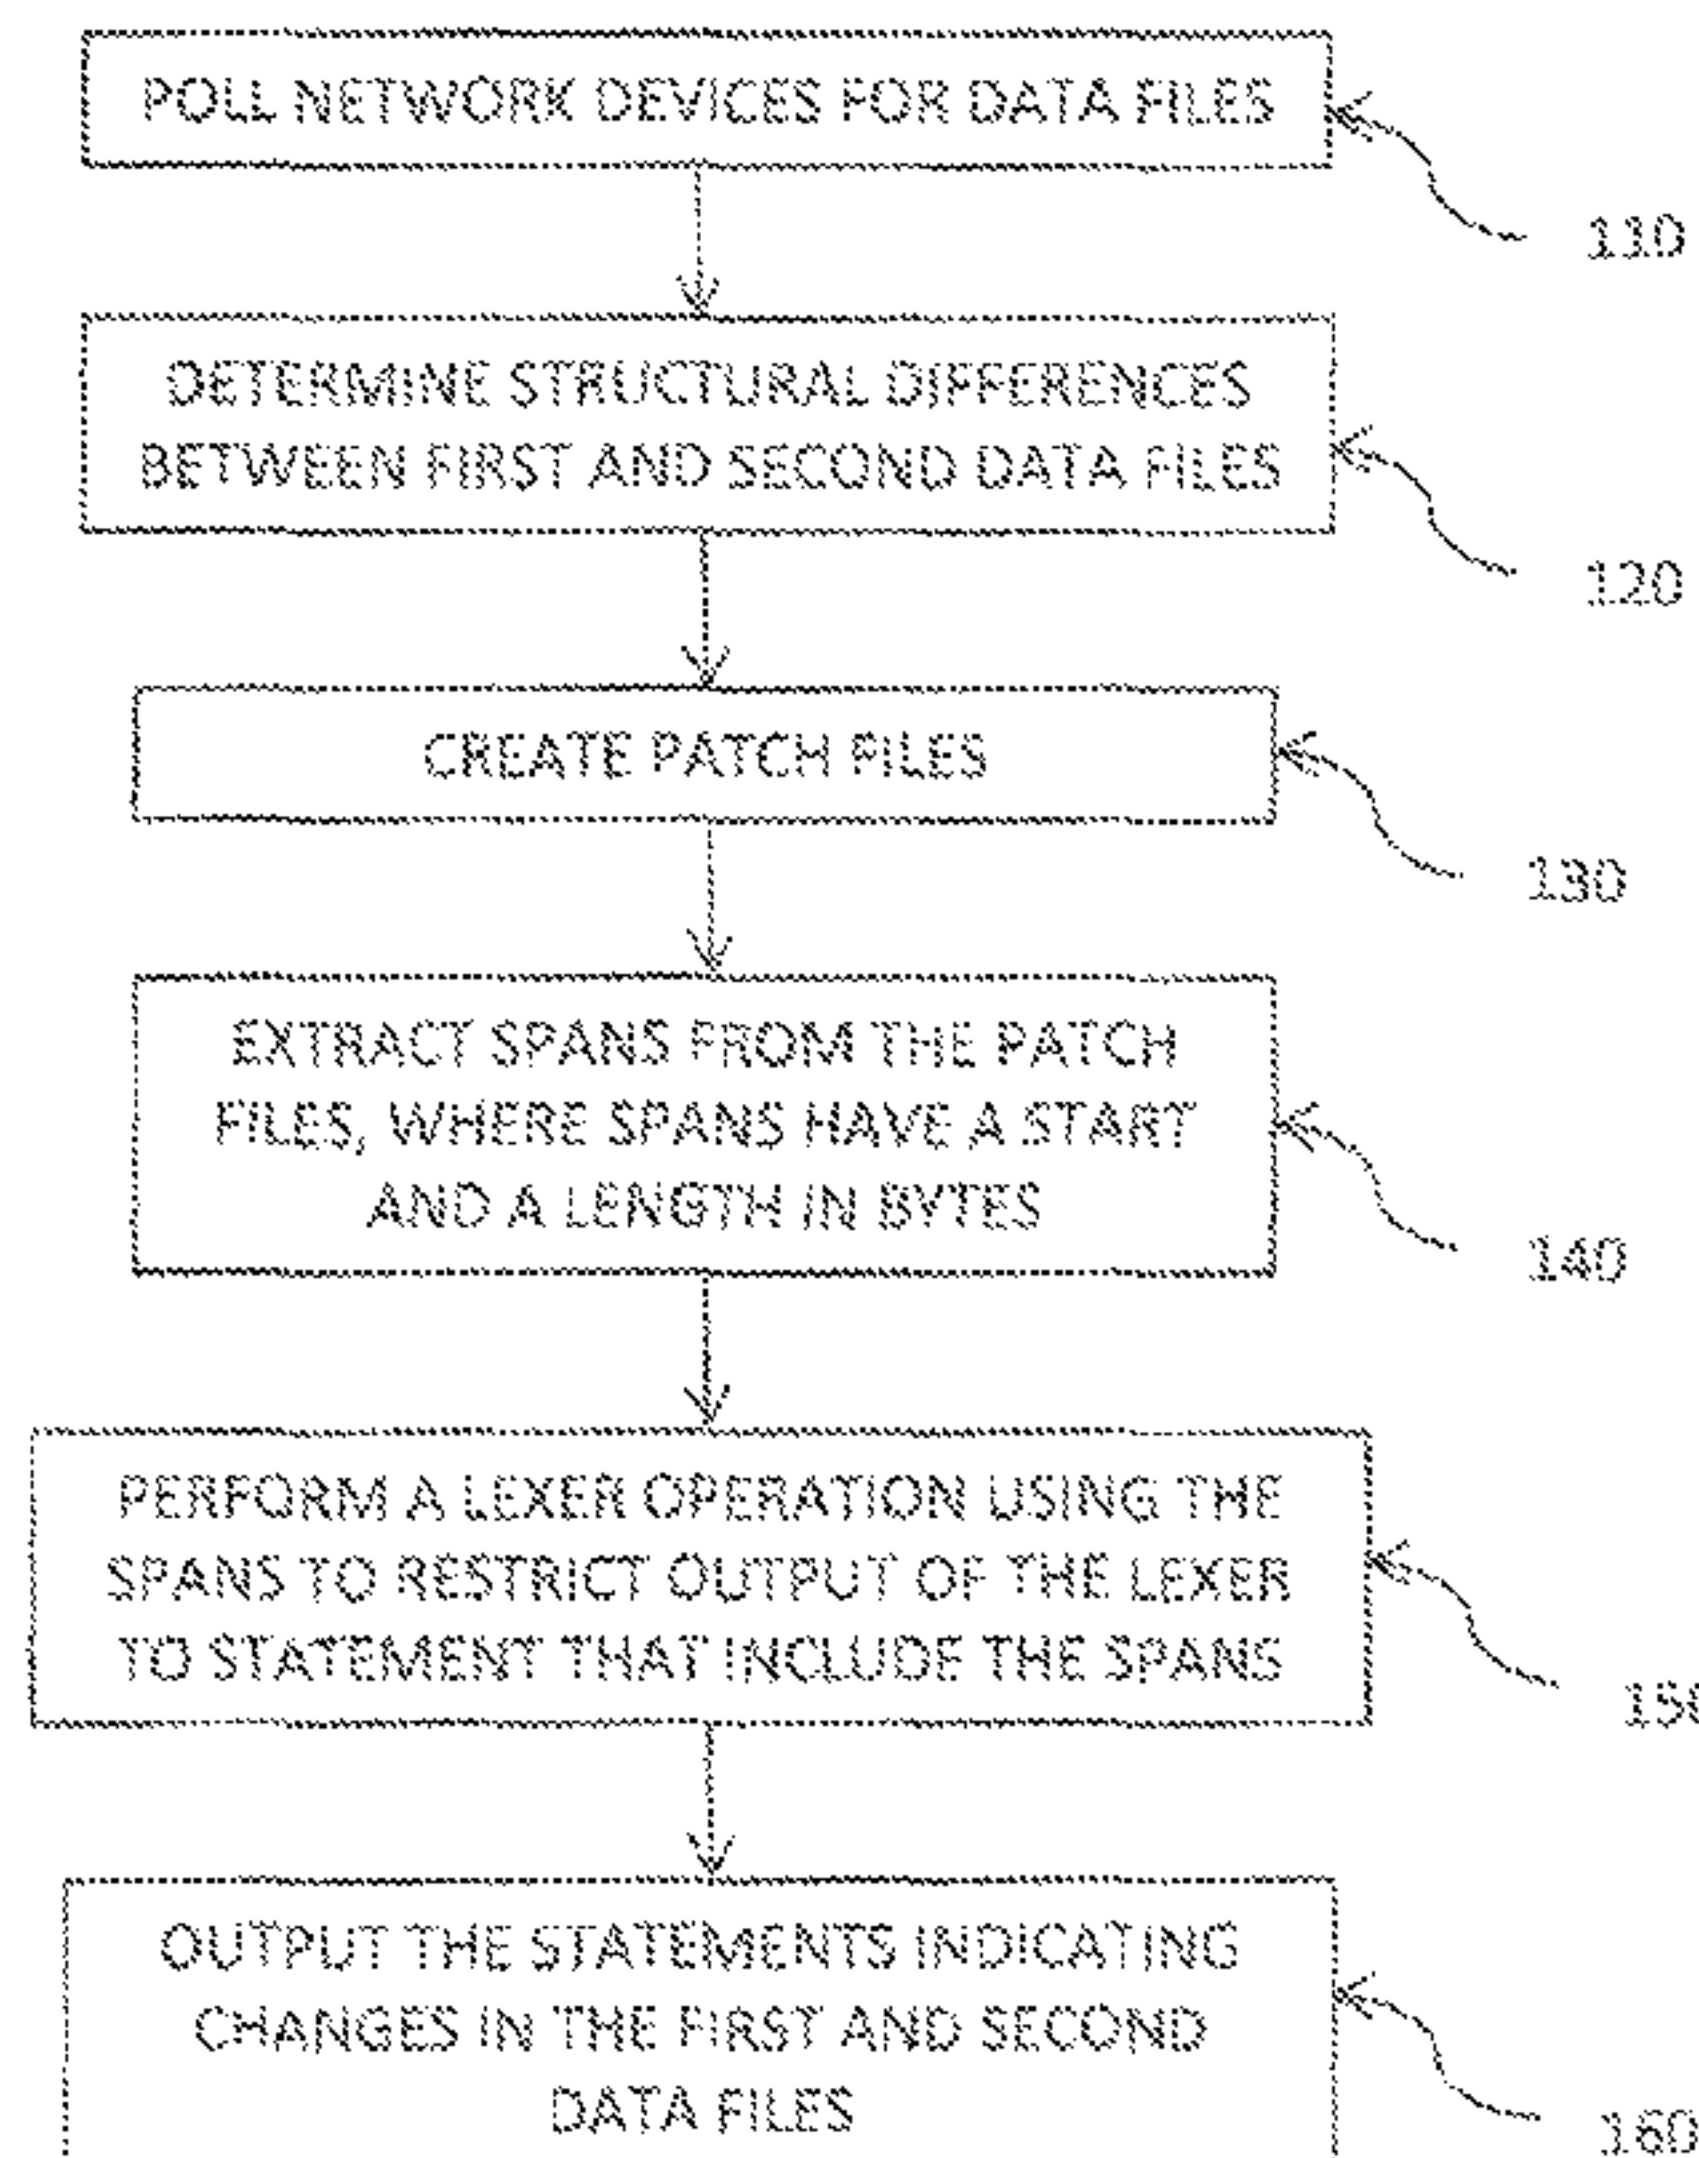 POLL NETWORK DEVICES FOR DATA FILES
110
DETERMINE STRUCTURAL DIFFERENCES
BETWEEN FIRST AND SECOND DATA FILES
120
CREATE PATCH FILES
130
EXTRACT SPANS FROM THE PATCH
FILES, WHERE SPANS HAVE A START
AND A LENGTH IN BYTES
140
PERFORM A LEXER OPERATION USING THE
SPANS TO RESTRICT OUTPUT OF THE LEXER
TO STATEMENT THAT INCLUDE THE SPANS
150
OUTPUT THE STATEMENTS INDICATING
CHANGES IN THE FIRST AND SECOND
DATA FILES
160